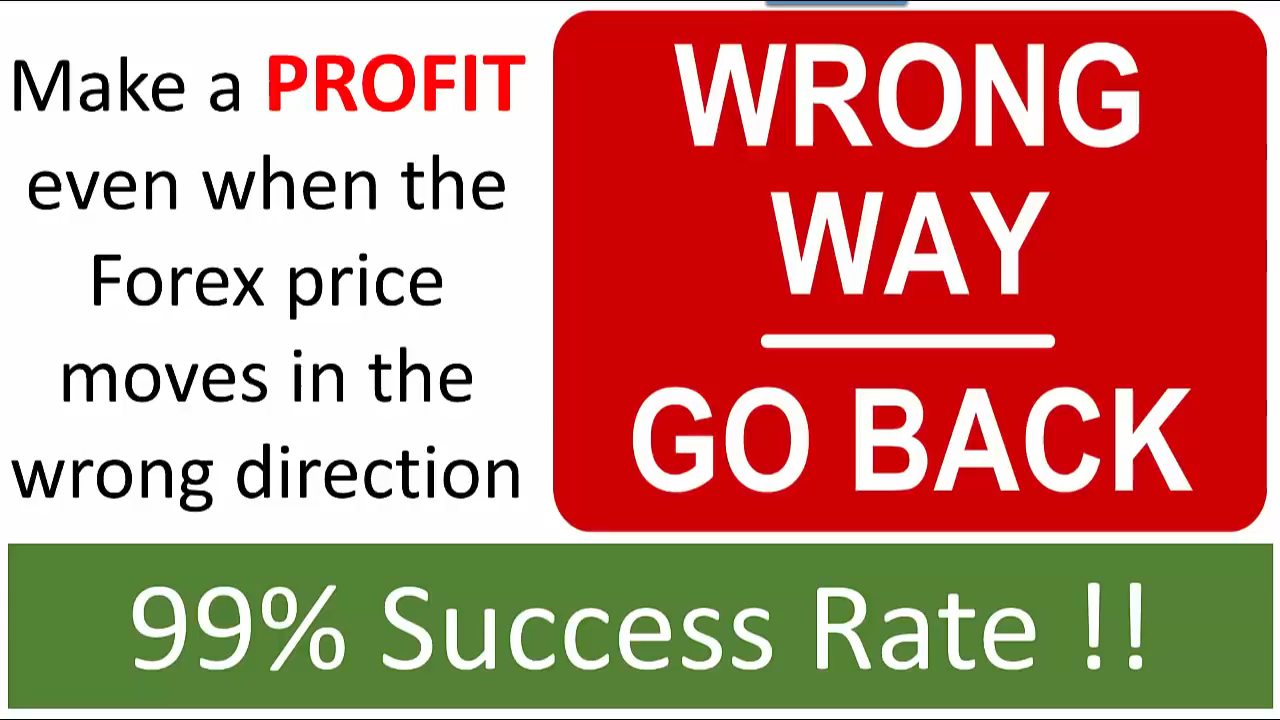 Make a PROFIT
even when the
Forex price
moves in the
wrong direction
WRONG
WAY
GO BACK
99% Success Rate !!